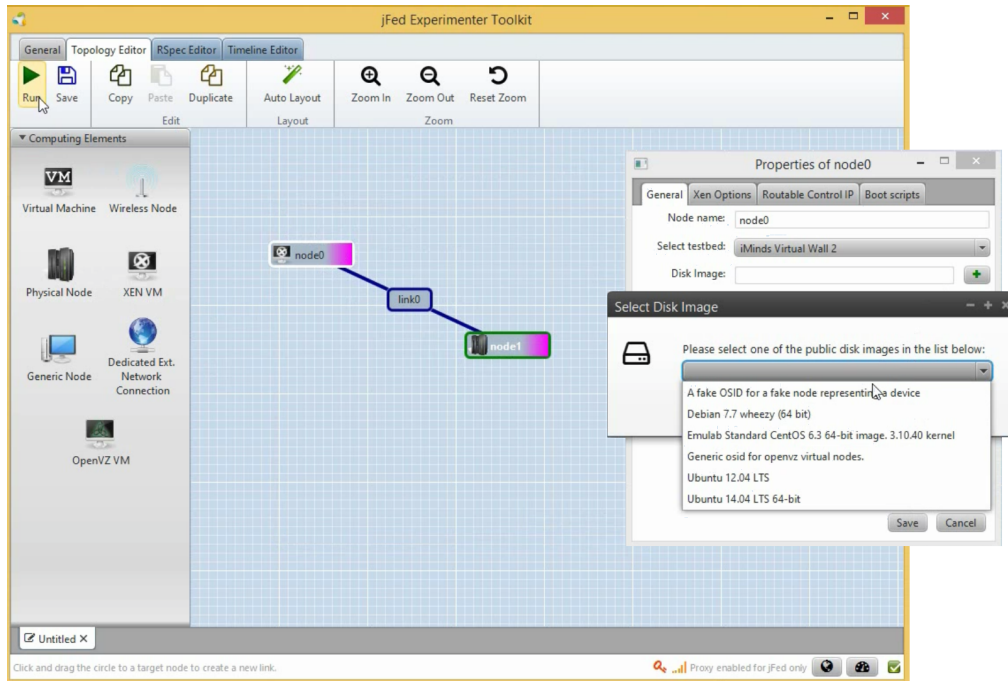 jFed Experimenter Toolkit
General Topology Editor RSpec Editor Timeline Editor
Run Save Copy Paste Duplicate Auto Layout Zoom In Zoom Out Reset Zoom
Edit Layout Zoom
Computing Elements
VM
Virtual Machine Wireless Node
Physical Node XEN VM
Generic Node Dedicated Ext. Network Connection
OpenVZ VM
node0
link0
node1
Properties of node0
General Xen Options Routable Control IP Boot scripts
Node name: node0
Select testbed: iMinds Virtual Wall 2
Disk Image:
Select Disk Image
Please select one of the public disk images in the list below:
A fake OSID for a fake node representing a device
Debian 7.7 wheezy (64 bit)
Emulab Standard CentOS 6.3 64-bit image. 3.10.40 kernel
Generic osid for openvz virtual nodes.
Ubuntu 12.04 LTS
Ubuntu 14.04 LTS 64-bit
Save Cancel
Untitled
Click and drag the circle to a target node to create a new link.
Proxy enabled for jFed only